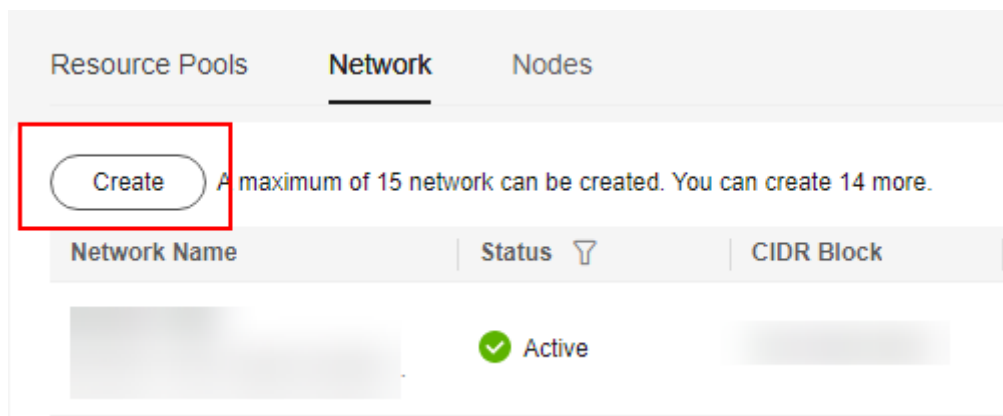 Resource Pools Network Nodes
Create A maximum of 15 network can be created. You can create 14 more.
Network Name Status CIDR Block
Active